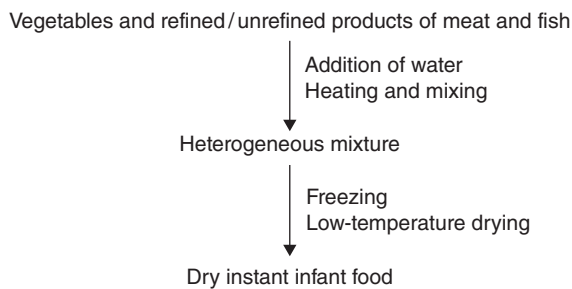 Vegetables and refined/unrefined products of meat and fish
Addition of water
Heating and mixing
Heterogeneous mixture
Freezing
Low-temperature drying
Dry instant infant food